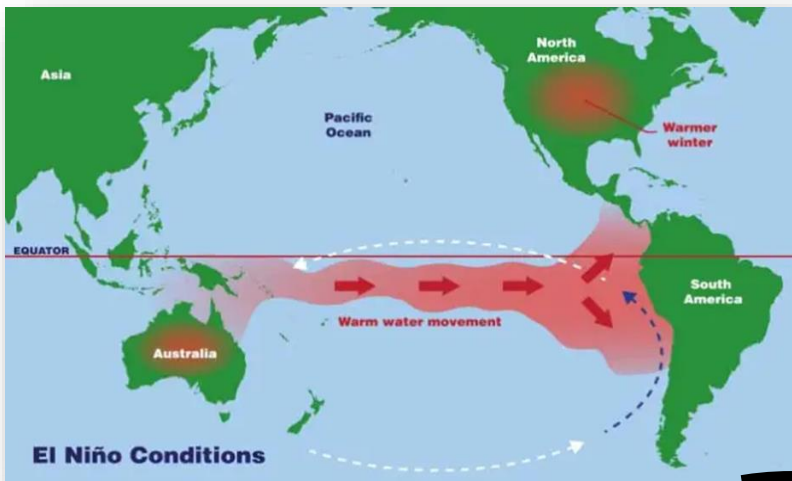 North
America
Asia
Pacific
Ocean
Warmer
winter
EQUATOR
South
America
Warm water movement
Australia
El Niño Conditions